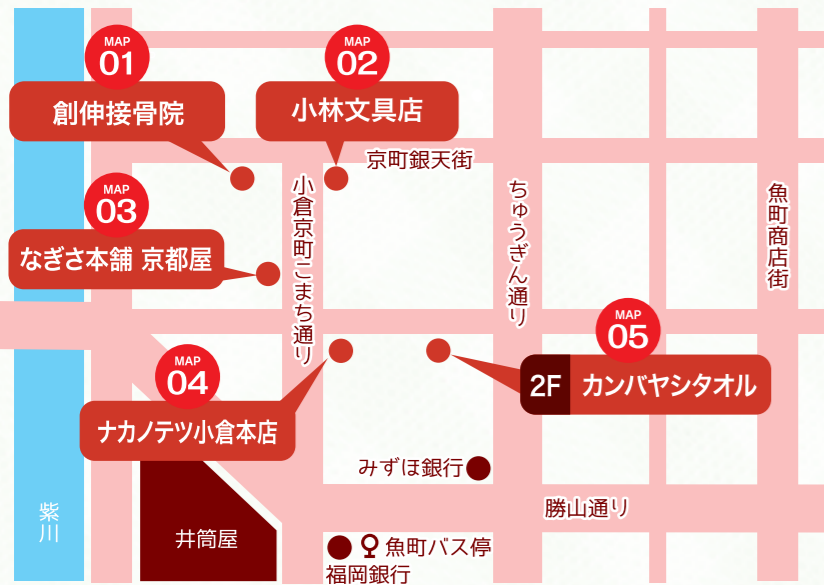 MAP
01
創伸接骨院
MAP
02
小林文具店
京町銀天街
小倉京町こまち通り
ちゅうぎん通り
魚町商店街
MAP
03
なぎさ本舗 京都屋
MAP
04
ナカノテツ小倉本店
MAP
05
2F カンバヤシタオル
みずほ銀行
勝山通り
紫川
井筒屋
魚町バス停
福岡銀行